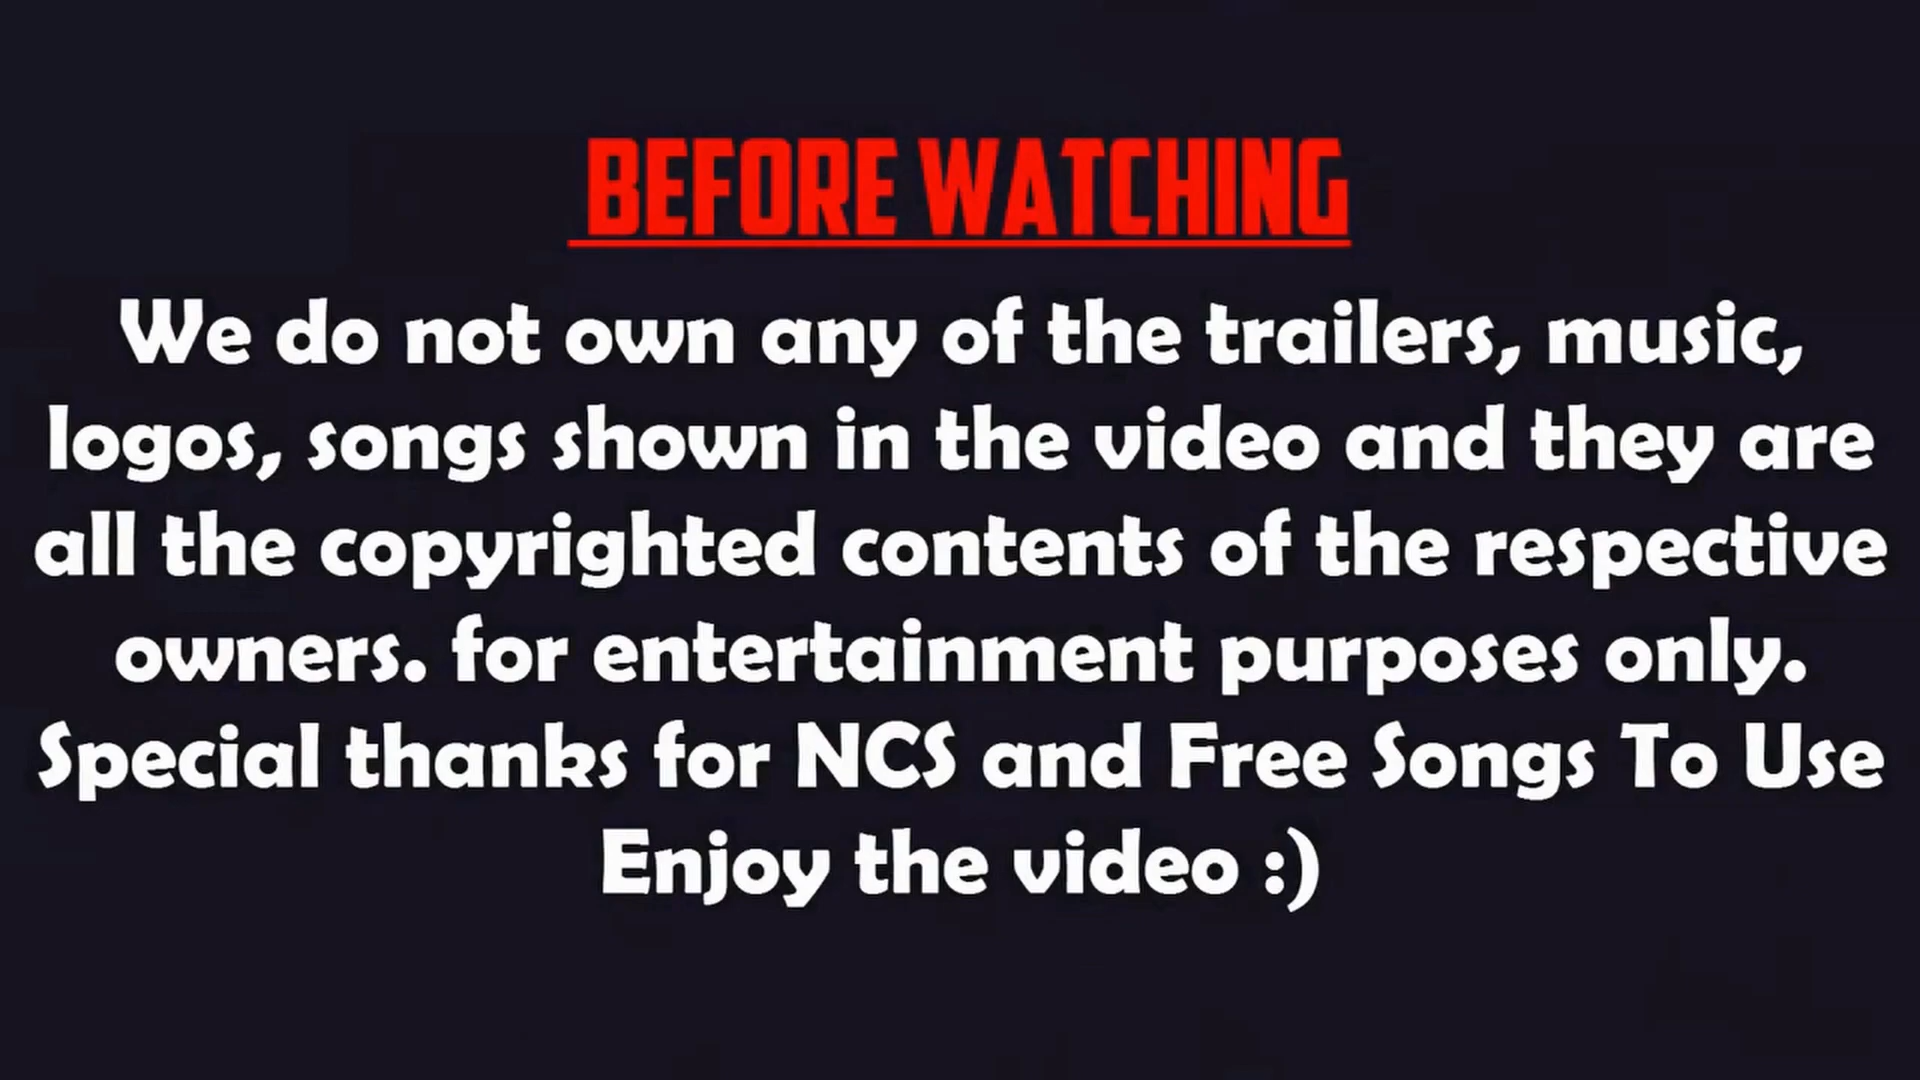 BEFORE WATCHING
We do not own any of the trailers, music,
logos, songs shown in the video and they are
all the copyrighted contents of the respective
owners. for entertainment purposes only.
Special thanks for NCS and Free Songs To Use
Enjoy the video :)